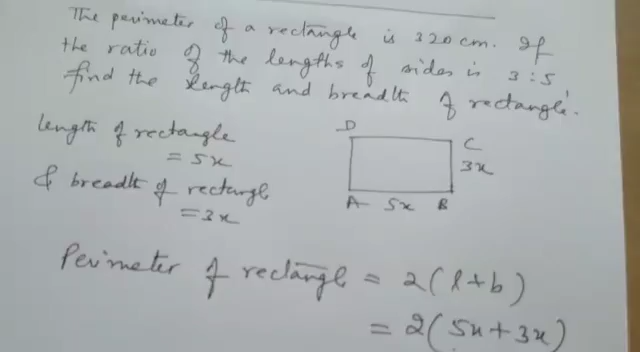 The perimeter of a rectangle is 320 cm. If
the ratio of the lengths of sides is 3:5
find the length and breadth of rectangle.
length of rectangle
= 5x
& breadth of rectangl
= 3x
D
C
3x
A 5x B
Perimeter of rectangle = 2(l+b)
= 2(5x+3x)